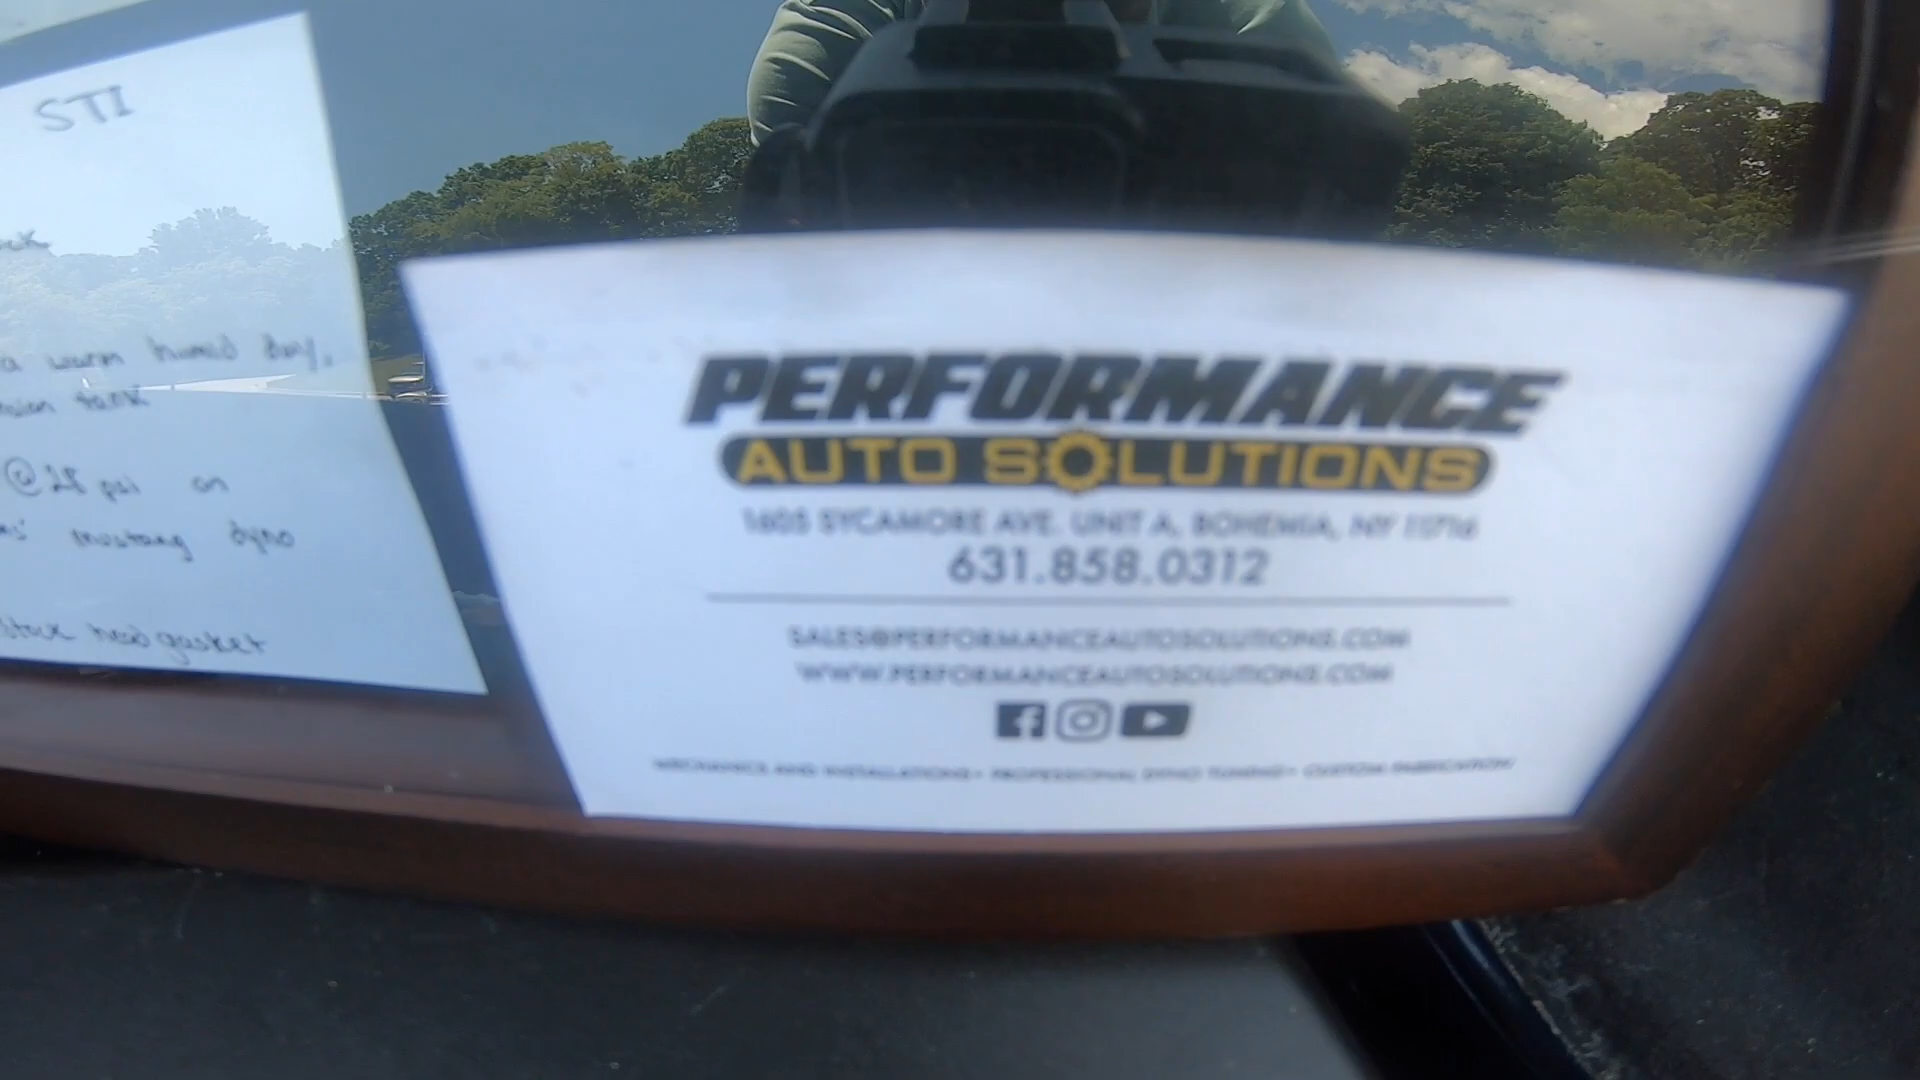 STI
a warm humid day,
tank
@28 psi on
mustang dyno
stock head gasket
PERFORMANCE
AUTO SOLUTIONS
1605 SYCAMORE AVE. UNIT A, BOHEMIA, NY 11716
631.858.0312
SALES@PERFORMANCEAUTOSOLUTIONS.COM
WWW.PERFORMANCEAUTOSOLUTIONS.COM
MECHANICS AND INSTALLATIONS • PROFESSIONAL DYNO TUNING • CUSTOM FABRICATION